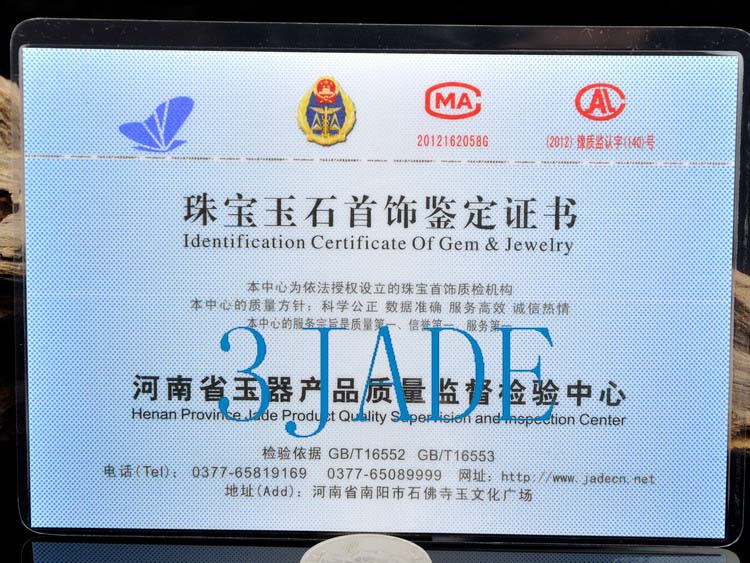 MA
2012162058G
CAL
(2012)豫质监认字(140)号
珠宝玉石首饰鉴定证书
Identification Certificate Of Gem & Jewelry
本中心为依法授权设立的珠宝首饰质检机构
本中心的质量方针：科学公正 数据准确 服务高效 诚信热情
本中心的服务宗旨是质量第一、信誉第一、服务第一
3 JADE
河南省玉器产品质量监督检验中心
Henan Province Jade Product Quality Supervision and Inspection Center
检验依据 GB/T16552 GB/T16553
电话(Tel)： 0377-65819169 0377-65089999 网址：http://www.jadecn.net
地址(Add)：河南省南阳市石佛寺玉文化广场